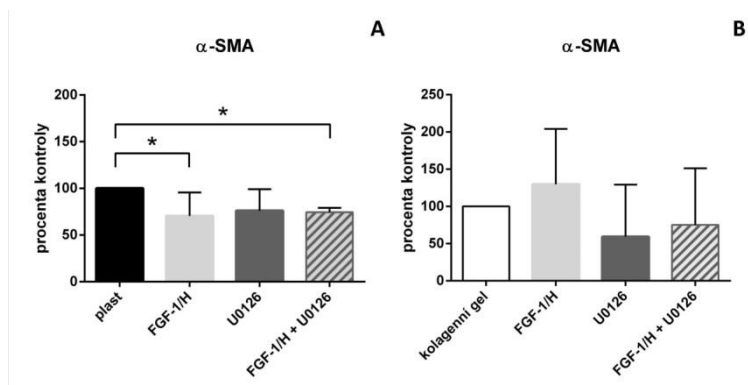 A
α-SMA
procenta kontroly
200
150
100
50
0
*
*
plast
FGF-1/H
U0126
FGF-1/H + U0126
B
α-SMA
procenta kontroly
250
200
150
100
50
0
kolagenni gel
FGF-1/H
U0126
FGF-1/H + U0126